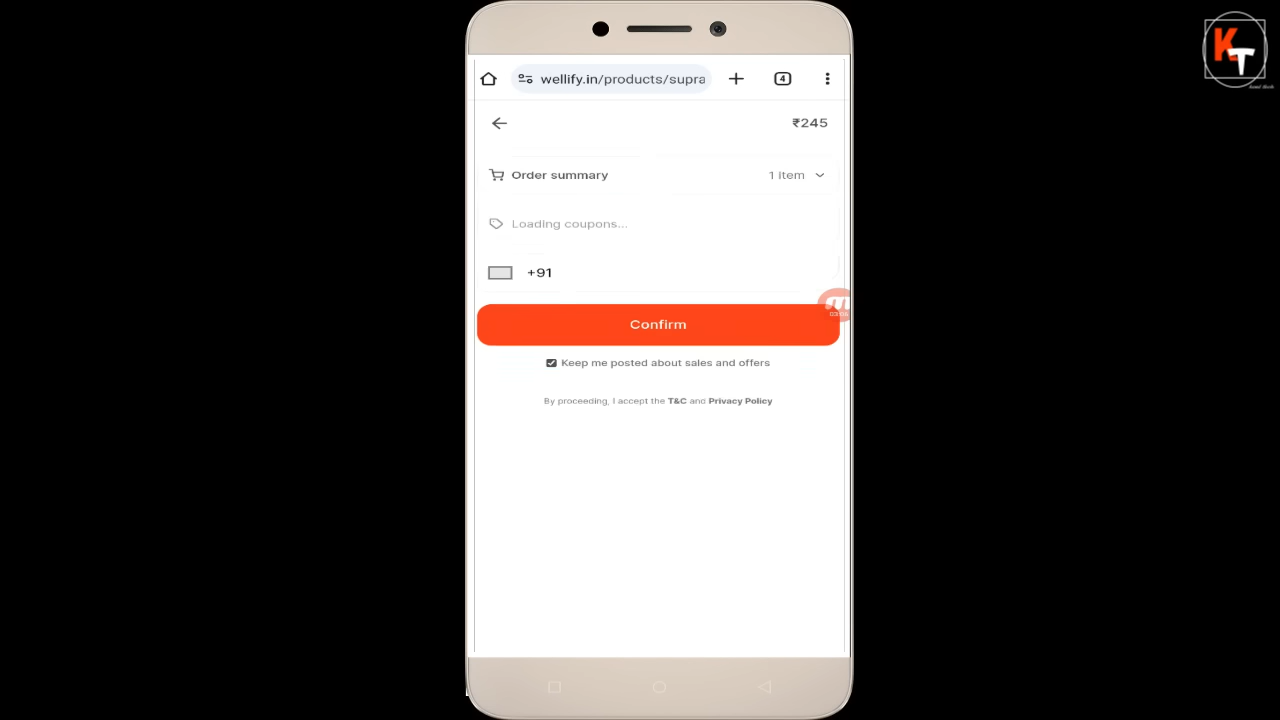 KT
wellify.in/products/supra
4
₹245
Order summary
1 item
Loading coupons...
+91
Confirm
Keep me posted about sales and offers
By proceeding, I accept the T&C and Privacy Policy